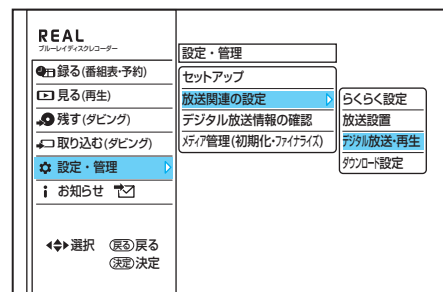 REAL
ブルーレイディスクレコーダー
録る(番組表・予約)
見る(再生)
残す(ダビング)
取り込む(ダビング)
設定・管理
お知らせ
選択 戻る 戻る
決定 決定
設定・管理
セットアップ
放送関連の設定
デジタル放送情報の確認
メディア管理(初期化・ファイナライズ)
らくらく設定
放送設置
デジタル放送・再生
ダウンロード設定